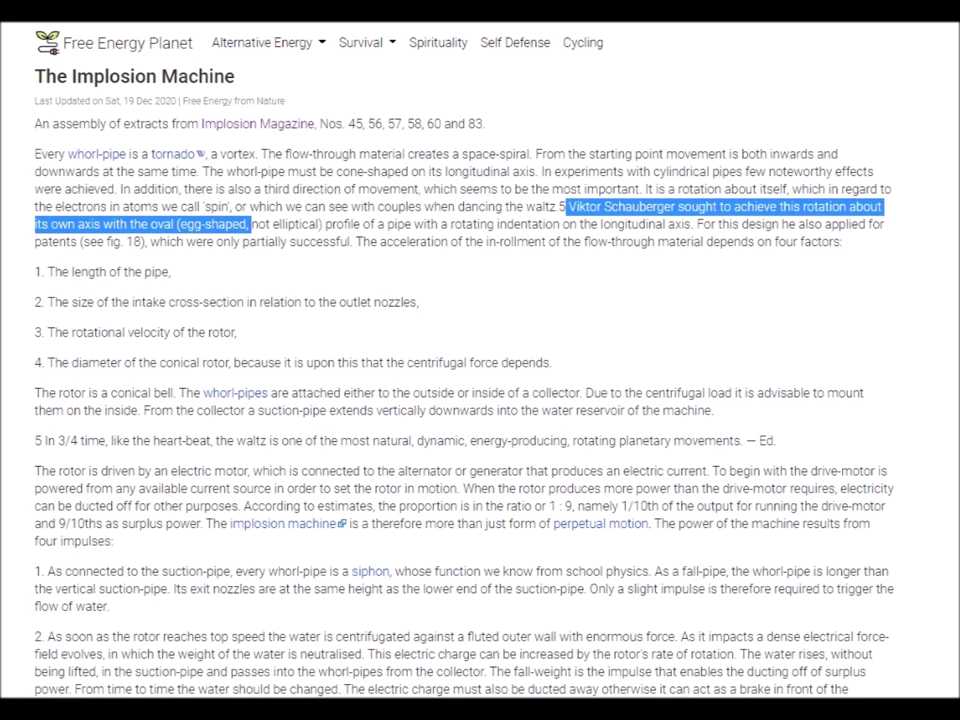 Free Energy Planet Alternative Energy Survival Spirituality Self Defense Cycling
The Implosion Machine
Last Updated on Sat, 19 Dec 2020 | Free Energy from Nature
An assembly of extracts from Implosion Magazine, Nos. 45, 56, 57, 58, 60 and 83.
Every whorl-pipe is a tornado W, a vortex. The flow-through material creates a space-spiral. From the starting point movement is both inwards and
downwards at the same time. The whorl-pipe must be cone-shaped on its longitudinal axis. In experiments with cylindrical pipes few noteworthy effects
were achieved. In addition, there is also a third direction of movement, which seems to be the most important. It is a rotation about itself, which in regard to
the electrons in atoms we call 'spin', or which we can see with couples when dancing the waltz.5 Viktor Schauberger sought to achieve this rotation about
its own axis with the oval (egg-shaped, not elliptical) profile of a pipe with a rotating indentation on the longitudinal axis. For this design he also applied for
patents (see fig. 18), which were only partially successful. The acceleration of the in-rollment of the flow-through material depends on four factors:
1. The length of the pipe,
2. The size of the intake cross-section in relation to the outlet nozzles,
3. The rotational velocity of the rotor,
4. The diameter of the conical rotor, because it is upon this that the centrifugal force depends.
The rotor is a conical bell. The whorl-pipes are attached either to the outside or inside of a collector. Due to the centrifugal load it is advisable to mount
them on the inside. From the collector a suction-pipe extends vertically downwards into the water reservoir of the machine.
5 In 3/4 time, like the heart-beat, the waltz is one of the most natural, dynamic, energy-producing, rotating planetary movements. — Ed.
The rotor is driven by an electric motor, which is connected to the alternator or generator that produces an electric current. To begin with the drive-motor is
powered from any available current source in order to set the rotor in motion. When the rotor produces more power than the drive-motor requires, electricity
can be ducted off for other purposes. According to estimates, the proportion is in the ratio or 1 : 9, namely 1/10th of the output for running the drive-motor
and 9/10ths as surplus power. The implosion machine is a therefore more than just form of perpetual motion. The power of the machine results from
four impulses:
1. As connected to the suction-pipe, every whorl-pipe is a siphon, whose function we know from school physics. As a fall-pipe, the whorl-pipe is longer than
the vertical suction-pipe. Its exit nozzles are at the same height as the lower end of the suction-pipe. Only a slight impulse is therefore required to trigger the
flow of water.
2. As soon as the rotor reaches top speed the water is centrifugated against a fluted outer wall with enormous force. As it impacts a dense electrical force-
field evolves, in which the weight of the water is neutralised. This electric charge can be increased by the rotor's rate of rotation. The water rises, without
being lifted, in the suction-pipe and passes into the whorl-pipes from the collector. The fall-weight is the impulse that enables the ducting off of surplus
power. From time to time the water should be changed. The electric charge must also be ducted away otherwise it can act as a brake in front of the